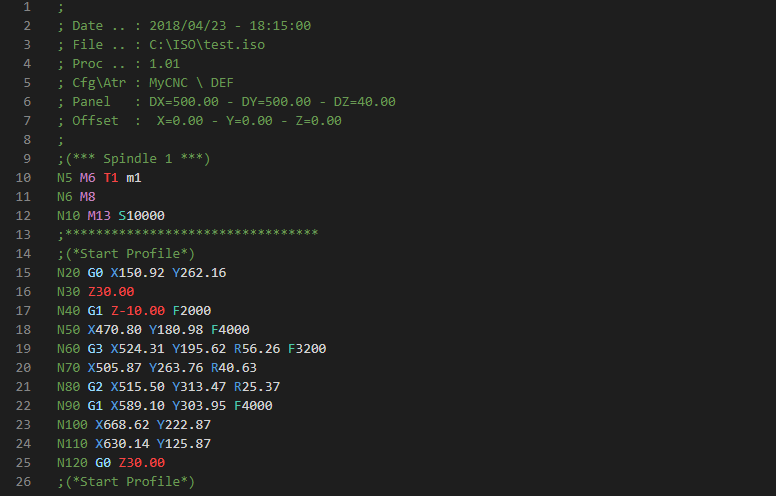 1 ;
2 ; Date .. : 2018/04/23 - 18:15:00
3 ; File .. : C:\ISO\test.iso
4 ; Proc .. : 1.01
5 ; Cfg\Atr : MyCNC \ DEF
6 ; Panel   : DX=500.00 - DY=500.00 - DZ=40.00
7 ; Offset  :  X=0.00 - Y=0.00 - Z=0.00
8 ;
9 ;(*** Spindle 1 ***)
10 N5 M6 T1 m1
11 N6 M8
12 N10 M13 S10000
13 ;*********************************
14 ;(*Start Profile*)
15 N20 G0 X150.92 Y262.16
16 N30 Z30.00
17 N40 G1 Z-10.00 F2000
18 N50 X470.80 Y180.98 F4000
19 N60 G3 X524.31 Y195.62 R56.26 F3200
20 N70 X505.87 Y263.76 R40.63
21 N80 G2 X515.50 Y313.47 R25.37
22 N90 G1 X589.10 Y303.95 F4000
23 N100 X668.62 Y222.87
24 N110 X630.14 Y125.87
25 N120 G0 Z30.00
26 ;(*Start Profile*)